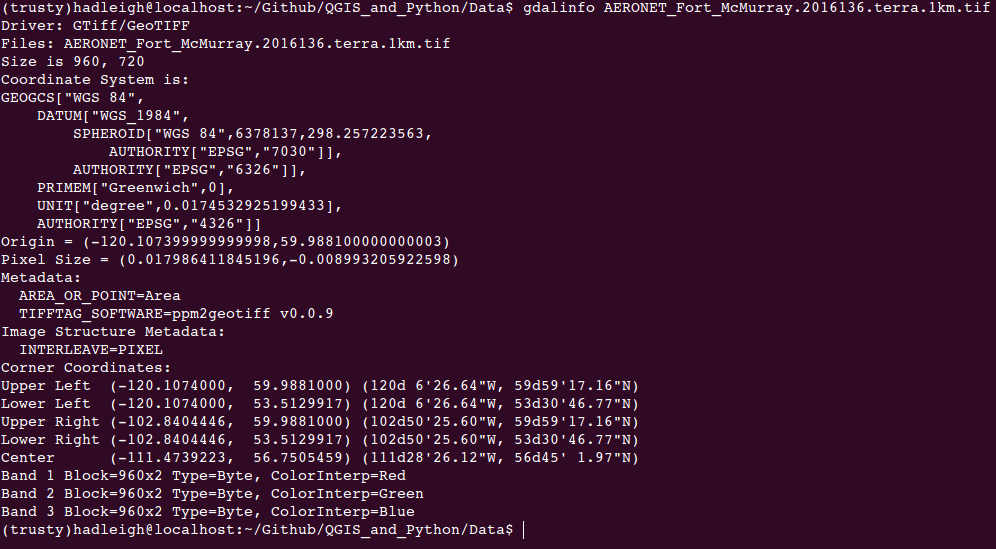 (trusty)hadleigh@localhost:~/Github/QGIS_and_Python/Data$ gdalinfo AERONET_Fort_McMurray.2016136.terra.1km.tif
Driver: GTiff/GeoTIFF
Files: AERONET_Fort_McMurray.2016136.terra.1km.tif
Size is 960, 720
Coordinate System is:
GEOGCS["WGS 84",
    DATUM["WGS_1984",
        SPHEROID["WGS 84",6378137,298.257223563,
            AUTHORITY["EPSG","7030"]],
        AUTHORITY["EPSG","6326"]],
    PRIMEM["Greenwich",0],
    UNIT["degree",0.0174532925199433],
    AUTHORITY["EPSG","4326"]]
Origin = (-120.107399999999998,59.988100000000003)
Pixel Size = (0.017986411845196,-0.008993205922598)
Metadata:
  AREA_OR_POINT=Area
  TIFFTAG_SOFTWARE=ppm2geotiff v0.0.9
Image Structure Metadata:
  INTERLEAVE=PIXEL
Corner Coordinates:
Upper Left  (-120.1074000,  59.9881000) (120d 6'26.64"W, 59d59'17.16"N)
Lower Left  (-120.1074000,  53.5129917) (120d 6'26.64"W, 53d30'46.77"N)
Upper Right (-102.8404446,  59.9881000) (102d50'25.60"W, 59d59'17.16"N)
Lower Right (-102.8404446,  53.5129917) (102d50'25.60"W, 53d30'46.77"N)
Center      (-111.4739223,  56.7505459) (111d28'26.12"W, 56d45' 1.97"N)
Band 1 Block=960x2 Type=Byte, ColorInterp=Red
Band 2 Block=960x2 Type=Byte, ColorInterp=Green
Band 3 Block=960x2 Type=Byte, ColorInterp=Blue
(trusty)hadleigh@localhost:~/Github/QGIS_and_Python/Data$